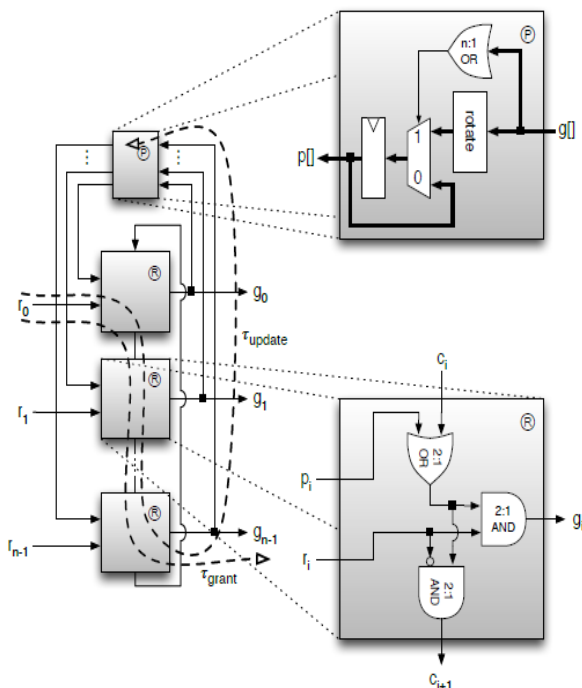 n:1
OR
P
p[]
1
0
rotate
g[]
P
R
r0
g0
τupdate
R
r1
g1
R
rn-1
gn-1
τgrant
ci
R
pi
2:1
OR
2:1
AND
ri
2:1
AND
ci+1